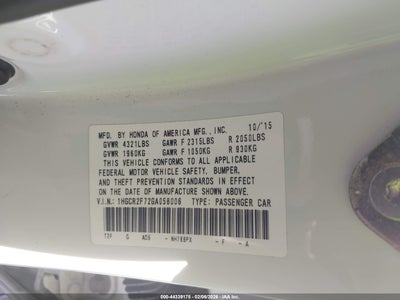 MFD. BY HONDA OF AMERICA MFG., INC. 10/15
GVWR 4321LBS GAWR F 2315LBS R 2050LBS
GVWR 1960KG GAWR F 1050KG R 930KG
THIS VEHICLE CONFORMS TO ALL APPLICABLE
FEDERAL MOTOR VEHICLE SAFETY, BUMPER,
AND THEFT PREVENTION STANDARDS IN
EFFECT ON THE DATE OF MANUFACTURE
SHOWN ABOVE.
V.I.N.: 1HGCR2F72GA056006 TYPE: PASSENGER CAR
F A
000-44339175 - 02/06/2026 - IAA Inc.